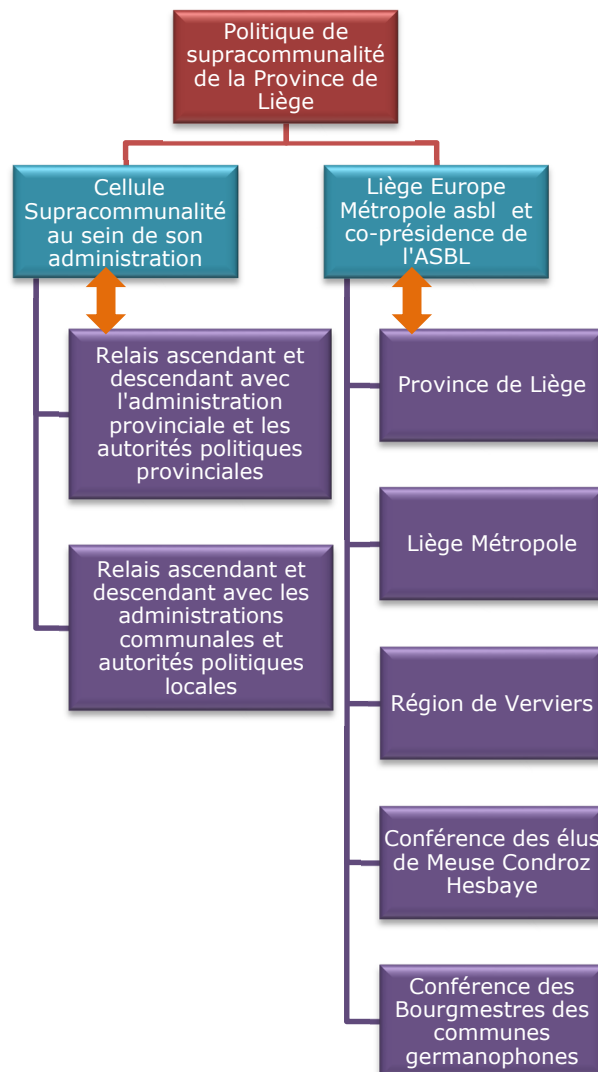 Politique de
supracommunalité
de la Province de
Liège
Cellule
Supracommunalité
au sein de son
administration
Liège Europe
Métropole asbl et
co-présidence de
l'ASBL
Relais ascendant et
descendant avec
l'administration
provinciale et les
autorités politiques
provinciales
Relais ascendant et
descendant avec les
administrations
communales et
autorités politiques
locales
Province de Liège
Liège Métropole
Région de Verviers
Conférence des élus
de Meuse Condroz
Hesbaye
Conférence des
Bourgmestres des
communes
germanophones